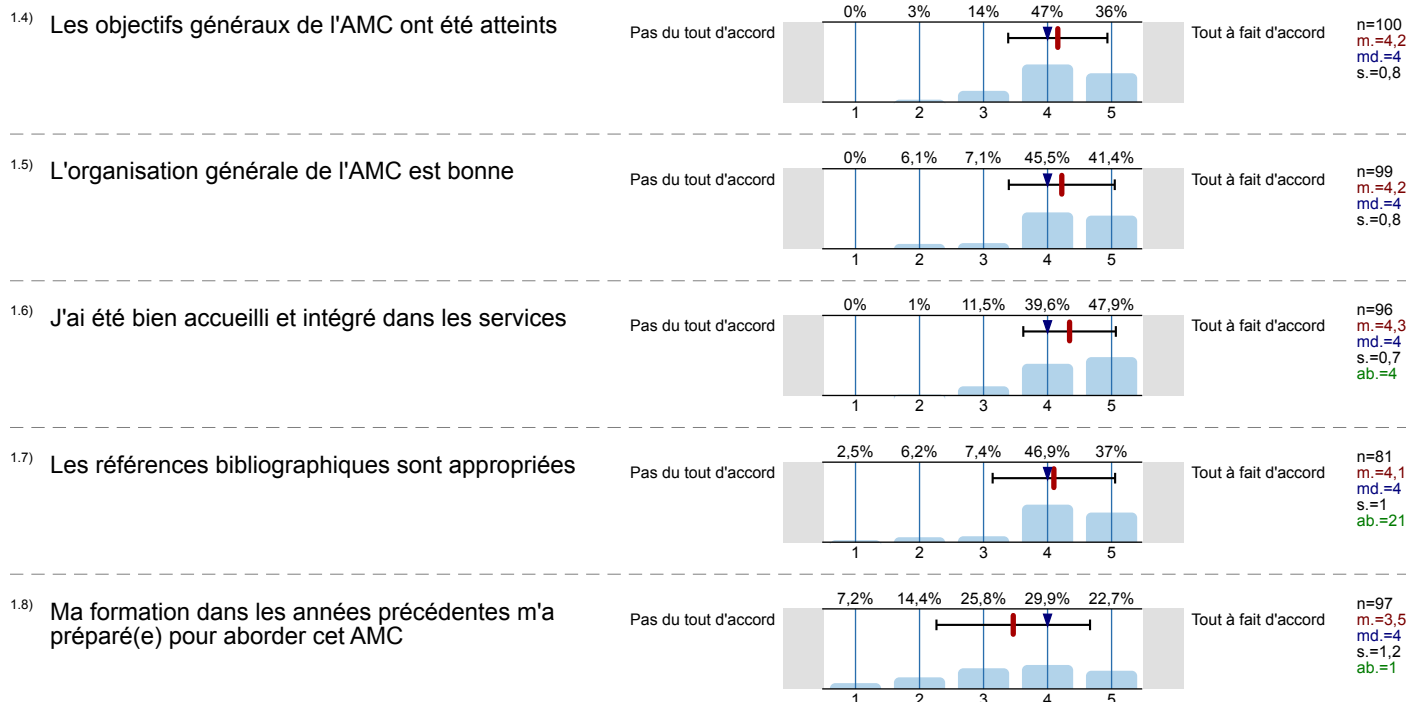 1.4) Les objectifs généraux de l'AMC ont été atteints
Pas du tout d'accord
0% 3% 14% 47% 36%
1 2 3 4 5
Tout à fait d'accord
n=100
m.=4,2
md.=4
s.=0,8
1.5) L'organisation générale de l'AMC est bonne
Pas du tout d'accord
0% 6,1% 7,1% 45,5% 41,4%
1 2 3 4 5
Tout à fait d'accord
n=99
m.=4,2
md.=4
s.=0,8
1.6) J'ai été bien accueilli et intégré dans les services
Pas du tout d'accord
0% 1% 11,5% 39,6% 47,9%
1 2 3 4 5
Tout à fait d'accord
n=96
m.=4,3
md.=4
s.=0,7
ab.=4
1.7) Les références bibliographiques sont appropriées
Pas du tout d'accord
2,5% 6,2% 7,4% 46,9% 37%
1 2 3 4 5
Tout à fait d'accord
n=81
m.=4,1
md.=4
s.=1
ab.=21
1.8) Ma formation dans les années précédentes m'a
préparé(e) pour aborder cet AMC
Pas du tout d'accord
7,2% 14,4% 25,8% 29,9% 22,7%
1 2 3 4 5
Tout à fait d'accord
n=97
m.=3,5
md.=4
s.=1,2
ab.=1